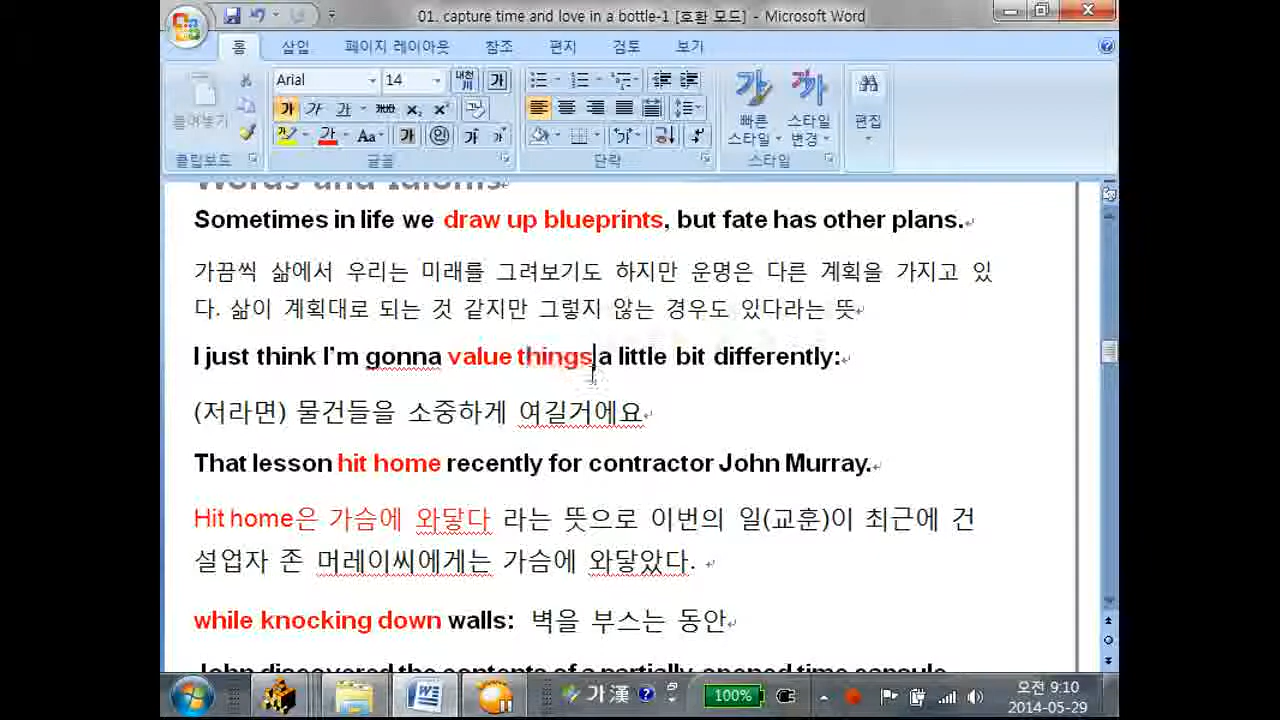 01. capture time and love in a bottle-1 [호환 모드] - Microsoft Word
홈 삽입 페이지 레이아웃 참조 편지 검토 보기
Arial 14
붙여넣기 빠른 스타일 스타일 변경 편집
클립보드 글꼴 단락 스타일
Words and Idioms
Sometimes in life we draw up blueprints, but fate has other plans.
가끔씩 삶에서 우리는 미래를 그려보기도 하지만 운명은 다른 계획을 가지고 있
다. 삶이 계획대로 되는 것 같지만 그렇지 않는 경우도 있다라는 뜻
I just think I'm gonna value things a little bit differently:
(저라면) 물건들을 소중하게 여길거에요
That lesson hit home recently for contractor John Murray.
Hit home은 가슴에 와닿다 라는 뜻으로 이번의 일(교훈)이 최근에 건
설업자 존 머레이씨에게는 가슴에 와닿았다.
while knocking down walls: 벽을 부스는 동안
John discovered the contents of a partially-opened time capsule
가 漢 100% 오전 9:10
2014-05-29